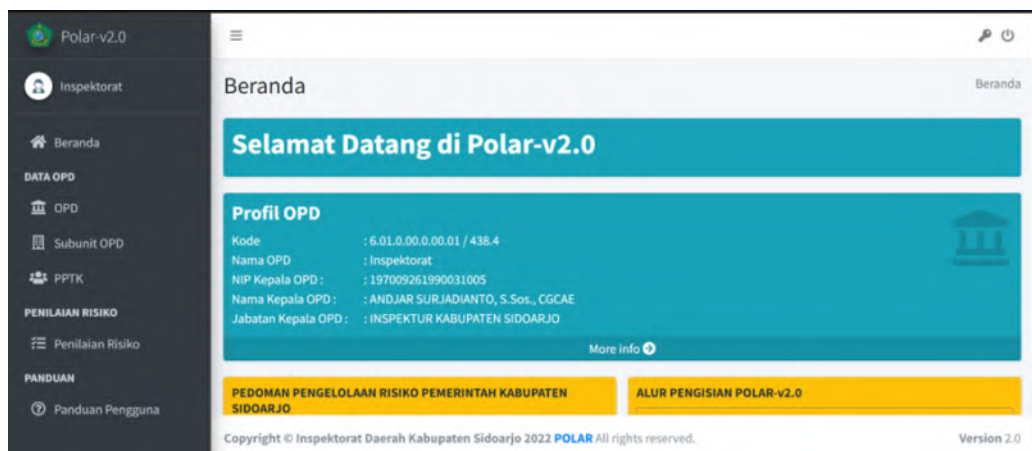 Polar-v2.0
Inspektorat
Beranda
DATA OPD
OPD
Subunit OPD
PPTK
PENILAIAN RISIKO
Penilaian Risiko
PANDUAN
Panduan Pengguna
Beranda
Beranda
Selamat Datang di Polar-v2.0
Profil OPD
Kode : 6.01.0.00.0.00.01 / 438.4
Nama OPD : Inspektorat
NIP Kepala OPD : : 197009261990031005
Nama Kepala OPD : : ANDJAR SURJADIANTO, S.Sos., CGCAE
Jabatan Kepala OPD : : INSPEKTUR KABUPATEN SIDOARJO
More info
PEDOMAN PENGELOLAAN RISIKO PEMERINTAH KABUPATEN
SIDOARJO
ALUR PENGISIAN POLAR-v2.0
Copyright © Inspektorat Daerah Kabupaten Sidoarjo 2022 POLAR All rights reserved.
Version 2.0